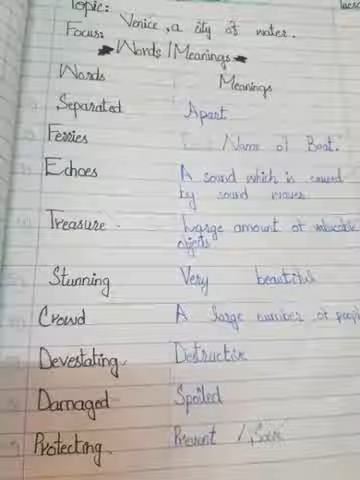 Topic:
Focus: Venice, a city of water.
Words / Meanings
Words Meanings
Separated Apart
Ferries Name of Boat.
Echoes A sound which is caused
by sound waves
Treasure. Large amount of valuable
objects
Stunning Very beautiful
Crowd A large number of people
Devestating Destructive
Damaged Spoiled
Protecting. Prevent /